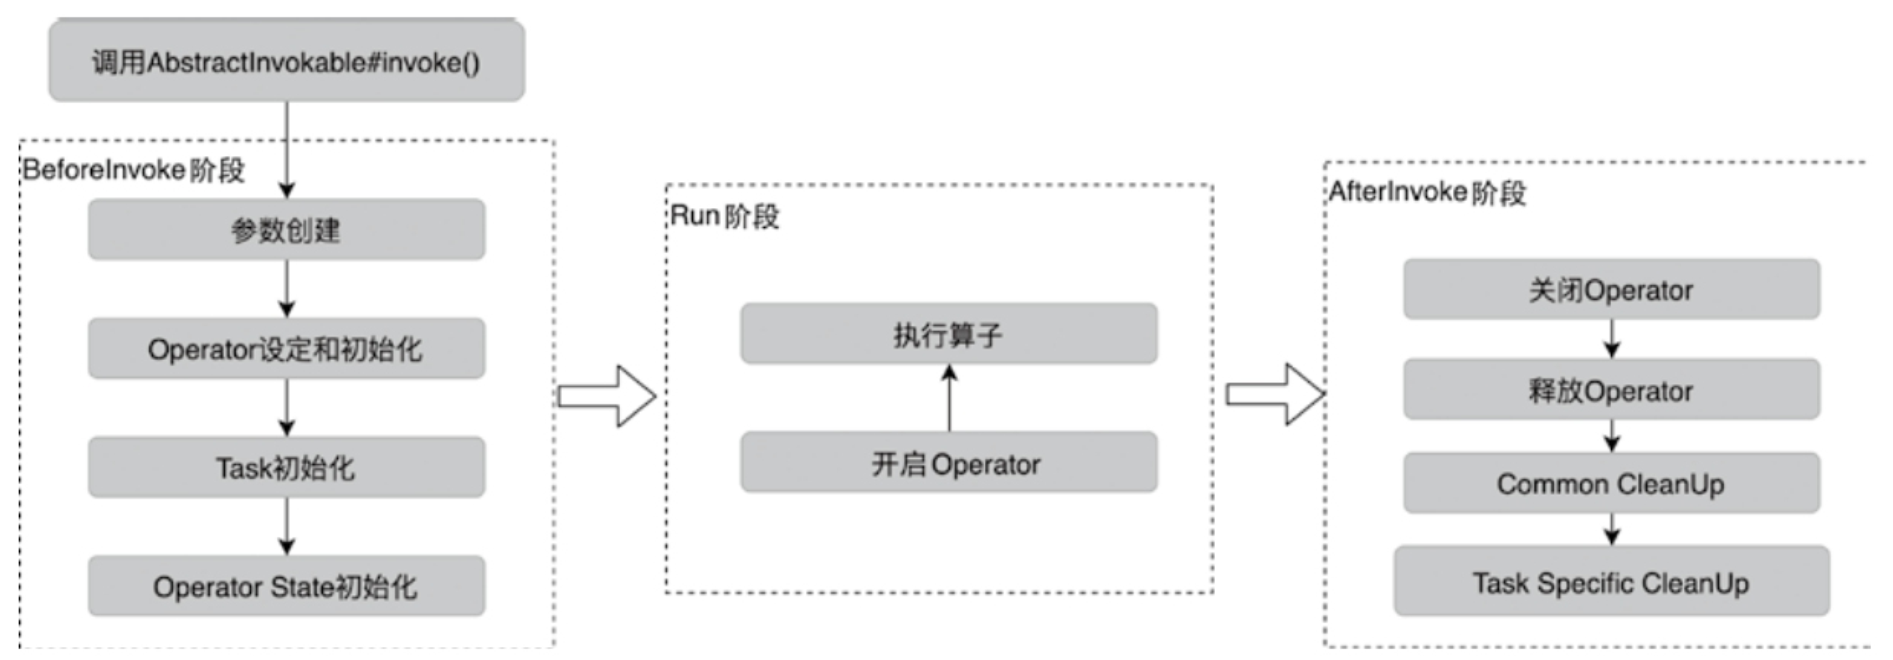 调用AbstractInvokable#invoke()
BeforeInvoke阶段
参数创建
Operator设定和初始化
Task初始化
Operator State初始化
Run阶段
执行算子
开启Operator
AfterInvoke阶段
关闭Operator
释放Operator
Common CleanUp
Task Specific CleanUp